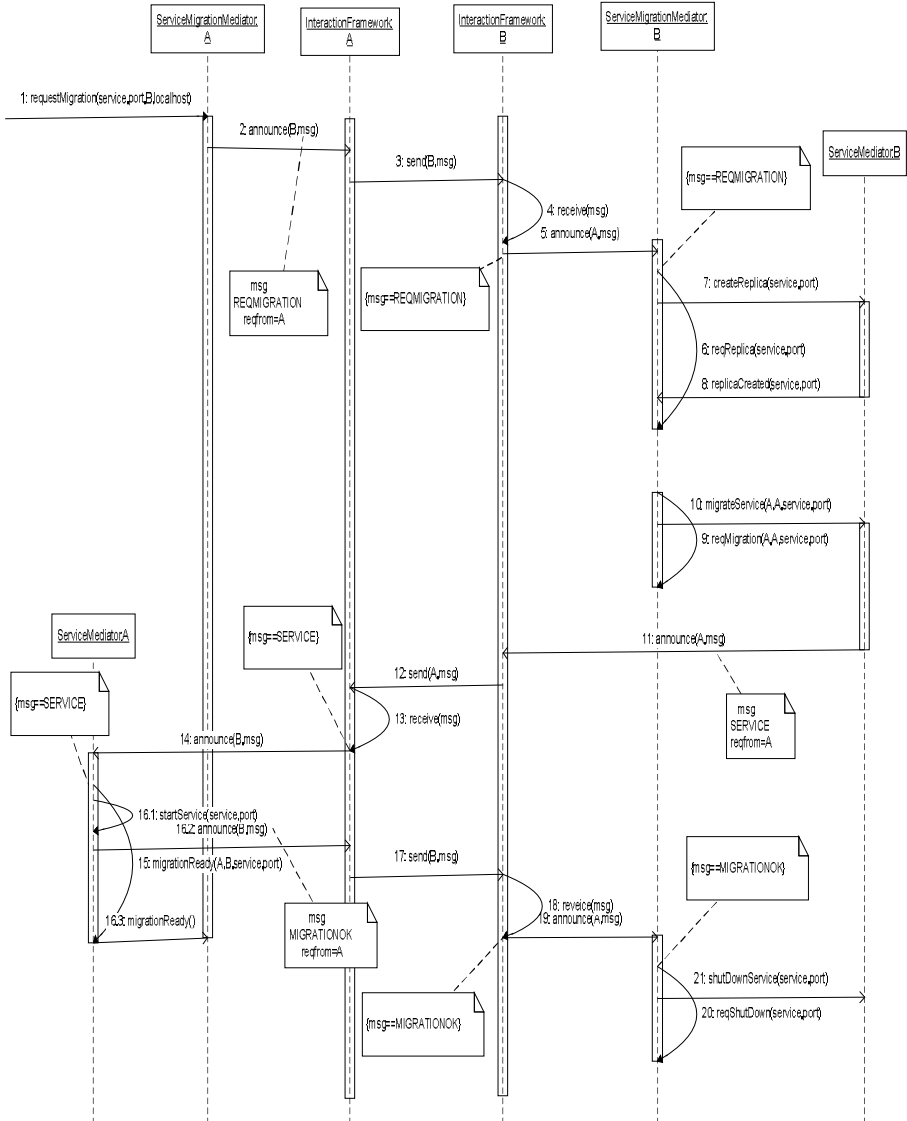 ServiceMigrationMediator:
A
InteractionFramework:
A
InteractionFramework:
B
ServiceMigrationMediator:
B
1: requestMigration(service,port,B,localhost)
2: announce(B,msg)
3: send(B,msg)
ServiceMediator:B
{msg==REQMIGRATION}
4: receive(msg)
5: announce(A,msg)
msg
REQMIGRATION
reqfrom=A
{msg==REQMIGRATION}
7: createReplica(service,port)
6: reqReplica(service,port)
8: replicaCreated(service,port)
10: migrateService(A,A,service,port)
9: reqMigration(A,A,service,port)
ServiceMediator:A
{msg==SERVICE}
11: announce(A,msg)
12: send(A,msg)
{msg==SERVICE}
msg
SERVICE
reqfrom=A
13: receive(msg)
14: announce(B,msg)
16.1: startService(service,port)
16.2: announce(B,msg)
15: migrationReady(A,B,service,port)
17: send(B,msg)
{msg==MIGRATIONOK}
16.3: migrationReady()
msg
MIGRATIONOK
reqfrom=A
18: reveice(msg)
19: announce(A,msg)
21: shutDownService(service,port)
20: reqShutDown(service,port)
{msg==MIGRATIONOK}